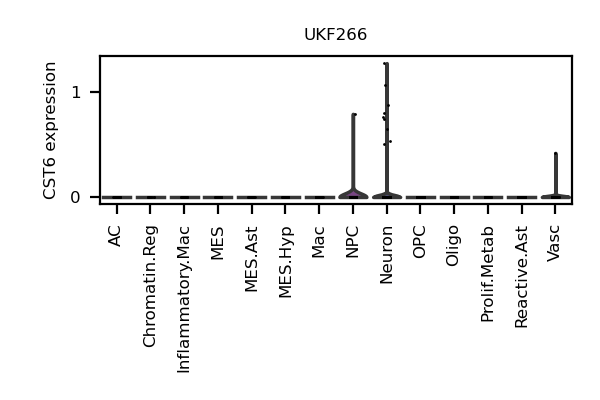 UKF266
CST6 expression
1
0
AC
Chromatin.Reg
Inflammatory.Mac
MES
MES.Ast
MES.Hyp
Mac
NPC
Neuron
OPC
Oligo
Prolif.Metab
Reactive.Ast
Vasc